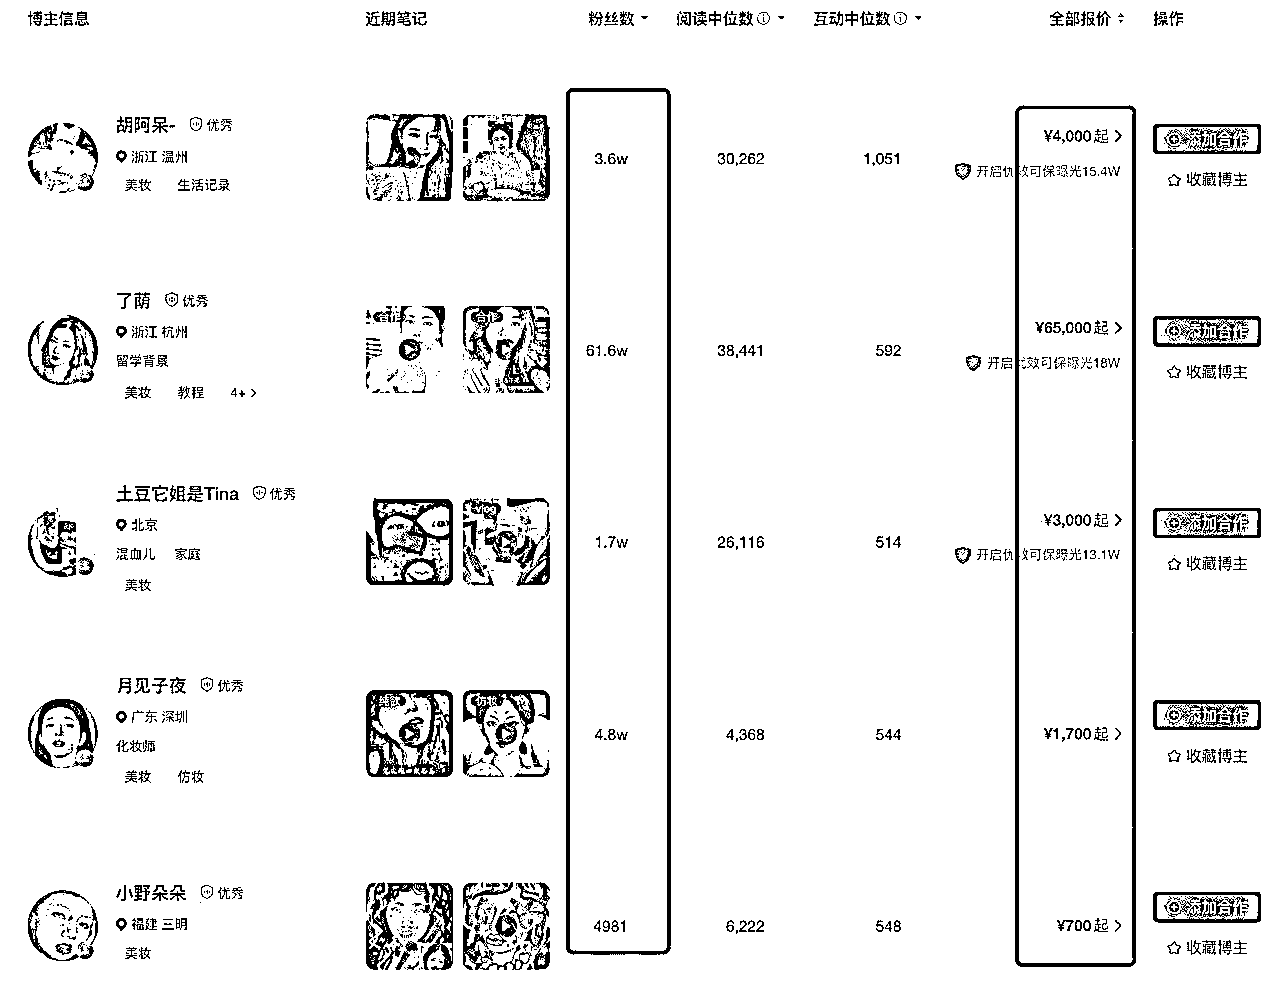 博主信息 近期笔记 粉丝数 阅读中位数 互动中位数 全部报价 操作
胡阿呆- 优秀
浙江 温州
美妆 生活记录
3.6w 30,262 1,051
¥4,000起
开启优效可保曝光15.4W
添加合作
收藏博主
了荫 优秀
浙江 杭州
留学背景
美妆 教程 4+
合作 合作
61.6w 38,441 592
¥65,000起
开启优效可保曝光18W
添加合作
收藏博主
土豆它姐是Tina 优秀
北京
混血儿 家庭
美妆
1.7w 26,116 514
¥3,000起
开启优效可保曝光13.1W
添加合作
收藏博主
月见子夜 优秀
广东 深圳
化妆师
美妆 仿妆
4.8w 4,368 544
¥1,700起
添加合作
收藏博主
小野朵朵 优秀
福建 三明
美妆
4981 6,222 548
¥700起
添加合作
收藏博主